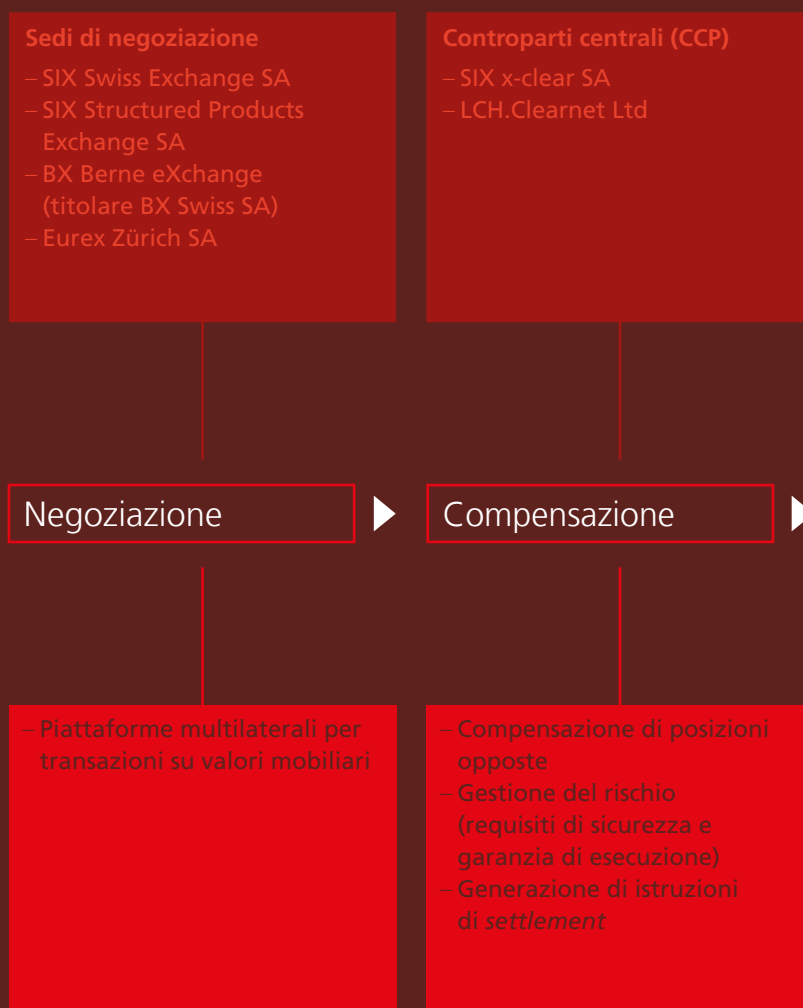 Sedi di negoziazione
– SIX Swiss Exchange SA
– SIX Structured Products
Exchange SA
– BX Berne eXchange
(titolare BX Swiss SA)
– Eurex Zürich SA
Controparti centrali (CCP)
– SIX x-clear SA
– LCH.Clearnet Ltd
Negoziazione
Compensazione
– Piattaforme multilaterali per
transazioni su valori mobiliari
– Compensazione di posizioni
opposte
– Gestione del rischio
(requisiti di sicurezza e
garanzia di esecuzione)
– Generazione di istruzioni
di settlement